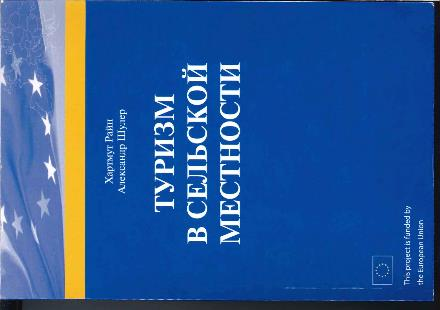 Хартмут Райн
Александр Шулер
ТУРИЗМ
В СЕЛЬСКОЙ
МЕСТНОСТИ
This project is funded by
the European Union